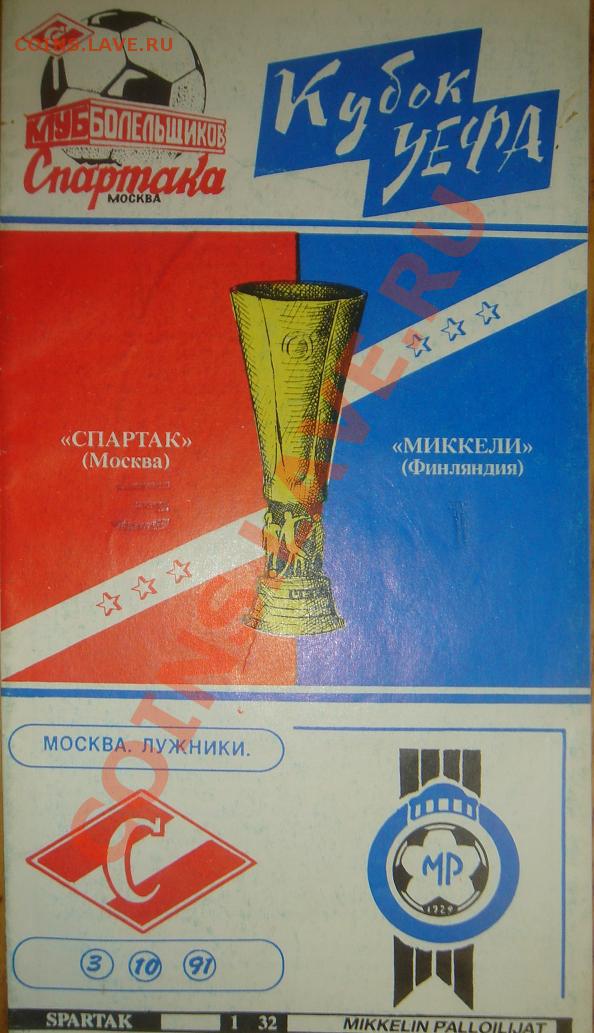 COINS.LAVE.RU
КЛУБ
БОЛЕЛЬЩИКОВ
Спартака
МОСКВА
Кубок
УЕФА
«СПАРТАК»
(Москва)
«МИККЕЛИ»
(Финляндия)
COINS.LAVE.RU
МОСКВА. ЛУЖНИКИ.
С
MP
1929
3 10 91
SPARTAK 1 32 MIKKELIN PALLOILIJAT